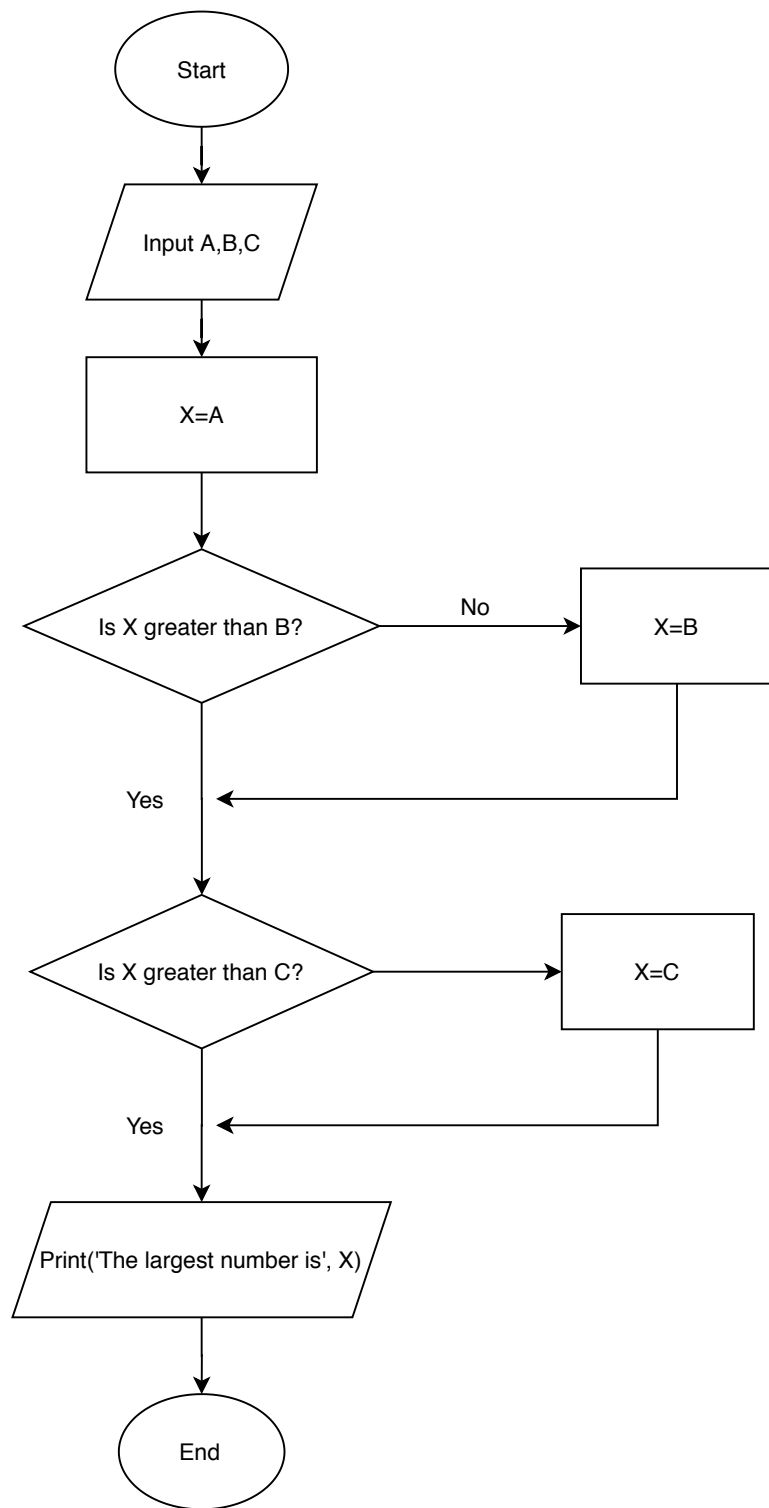 Start
Input A,B,C
X=A
Is X greater than B?
No
X=B
Yes
Is X greater than C?
X=C
Yes
Print('The largest number is', X)
End